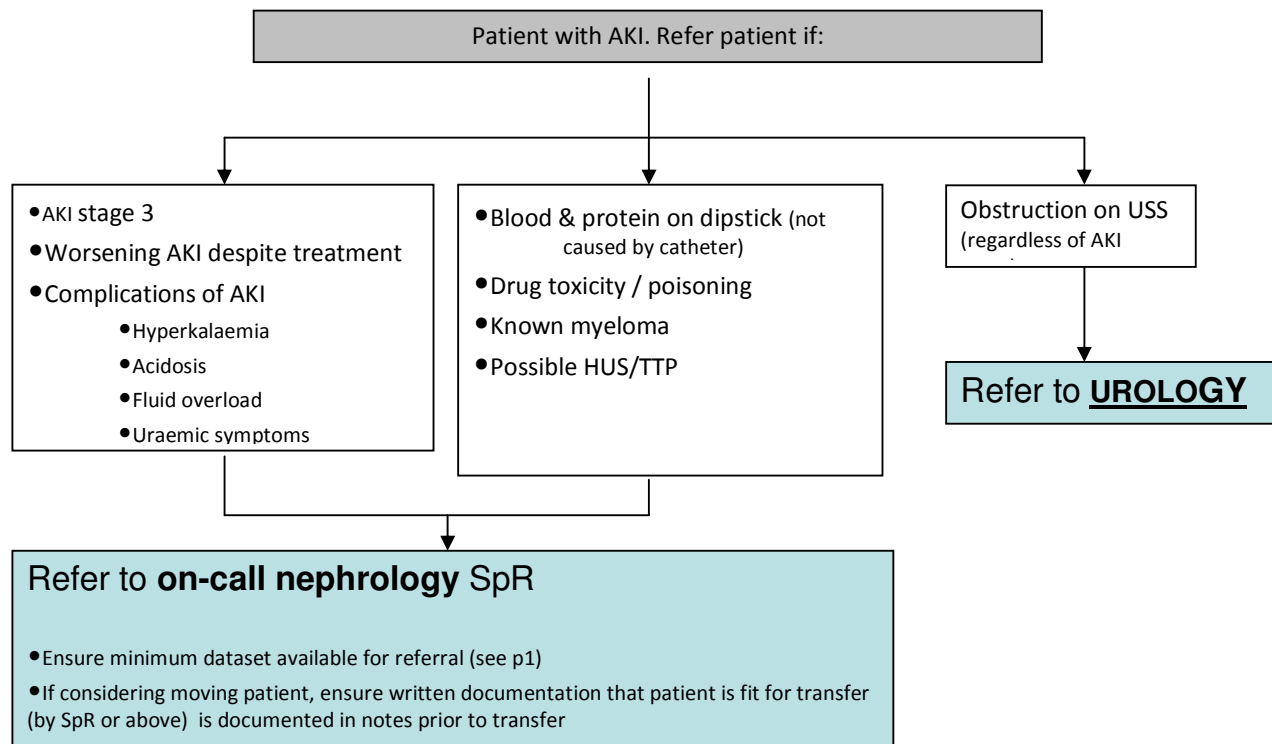 Patient with AKI. Refer patient if:
•AKI stage 3
•Worsening AKI despite treatment
•Complications of AKI
•Hyperkalaemia
•Acidosis
•Fluid overload
•Uraemic symptoms
•Blood & protein on dipstick (not
caused by catheter)
•Drug toxicity / poisoning
•Known myeloma
•Possible HUS/TTP
Obstruction on USS
(regardless of AKI
Refer to UROLOGY
Refer to on-call nephrology SpR
•Ensure minimum dataset available for referral (see p1)
•If considering moving patient, ensure written documentation that patient is fit for transfer
(by SpR or above) is documented in notes prior to transfer